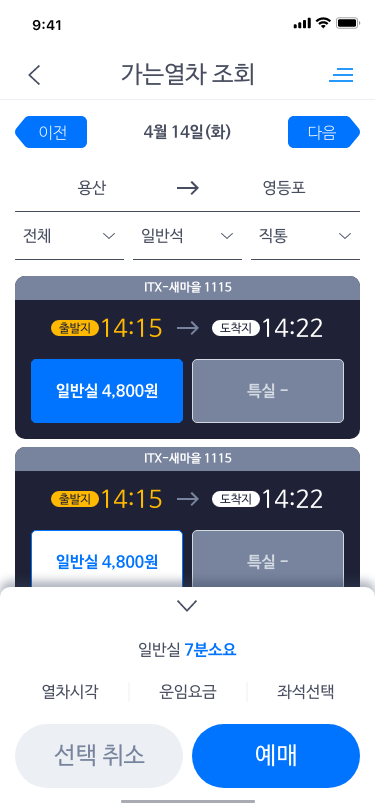 9:41
가는열차 조회
이전 4월 14일(화) 다음
용산 → 영등포
전체 일반석 직통
ITX-새마을 1115
출발지 14:15 → 도착지 14:22
일반실 4,800원 특실 -
ITX-새마을 1115
출발지 14:15 → 도착지 14:22
일반실 4,800원 특실 -
일반실 7분소요
열차시각 운임요금 좌석선택
선택 취소 예매